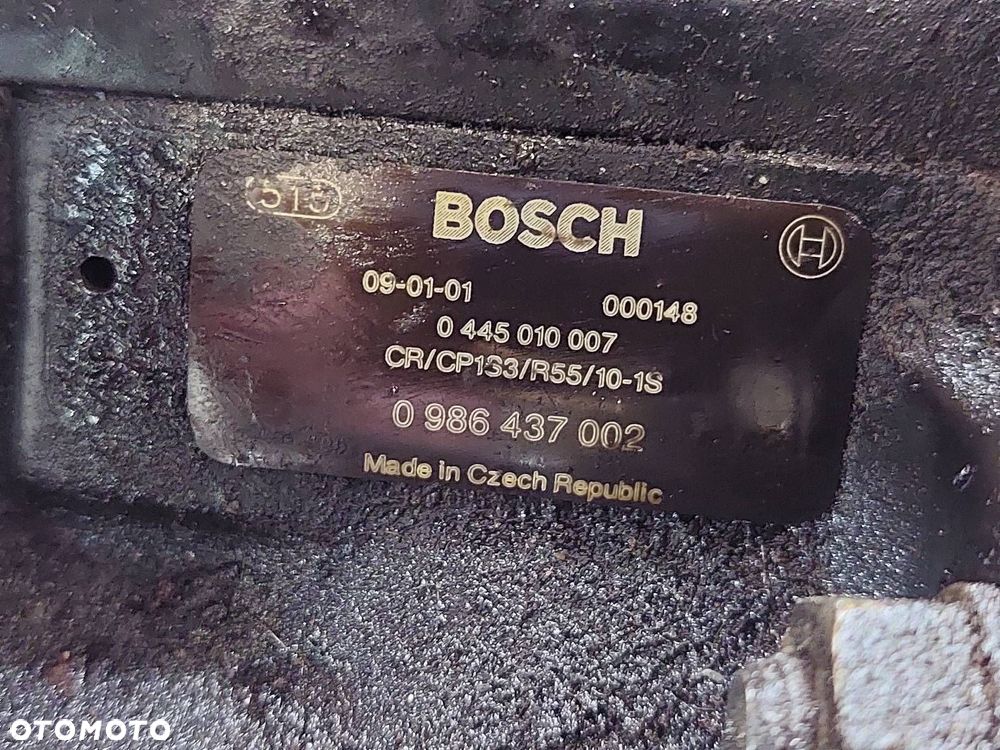 BOSCH
09-01-01 000148
0 445 010 007
CR/CP1S3/R55/10-1S
0 986 437 002
Made in Czech Republic
OTOMOTO